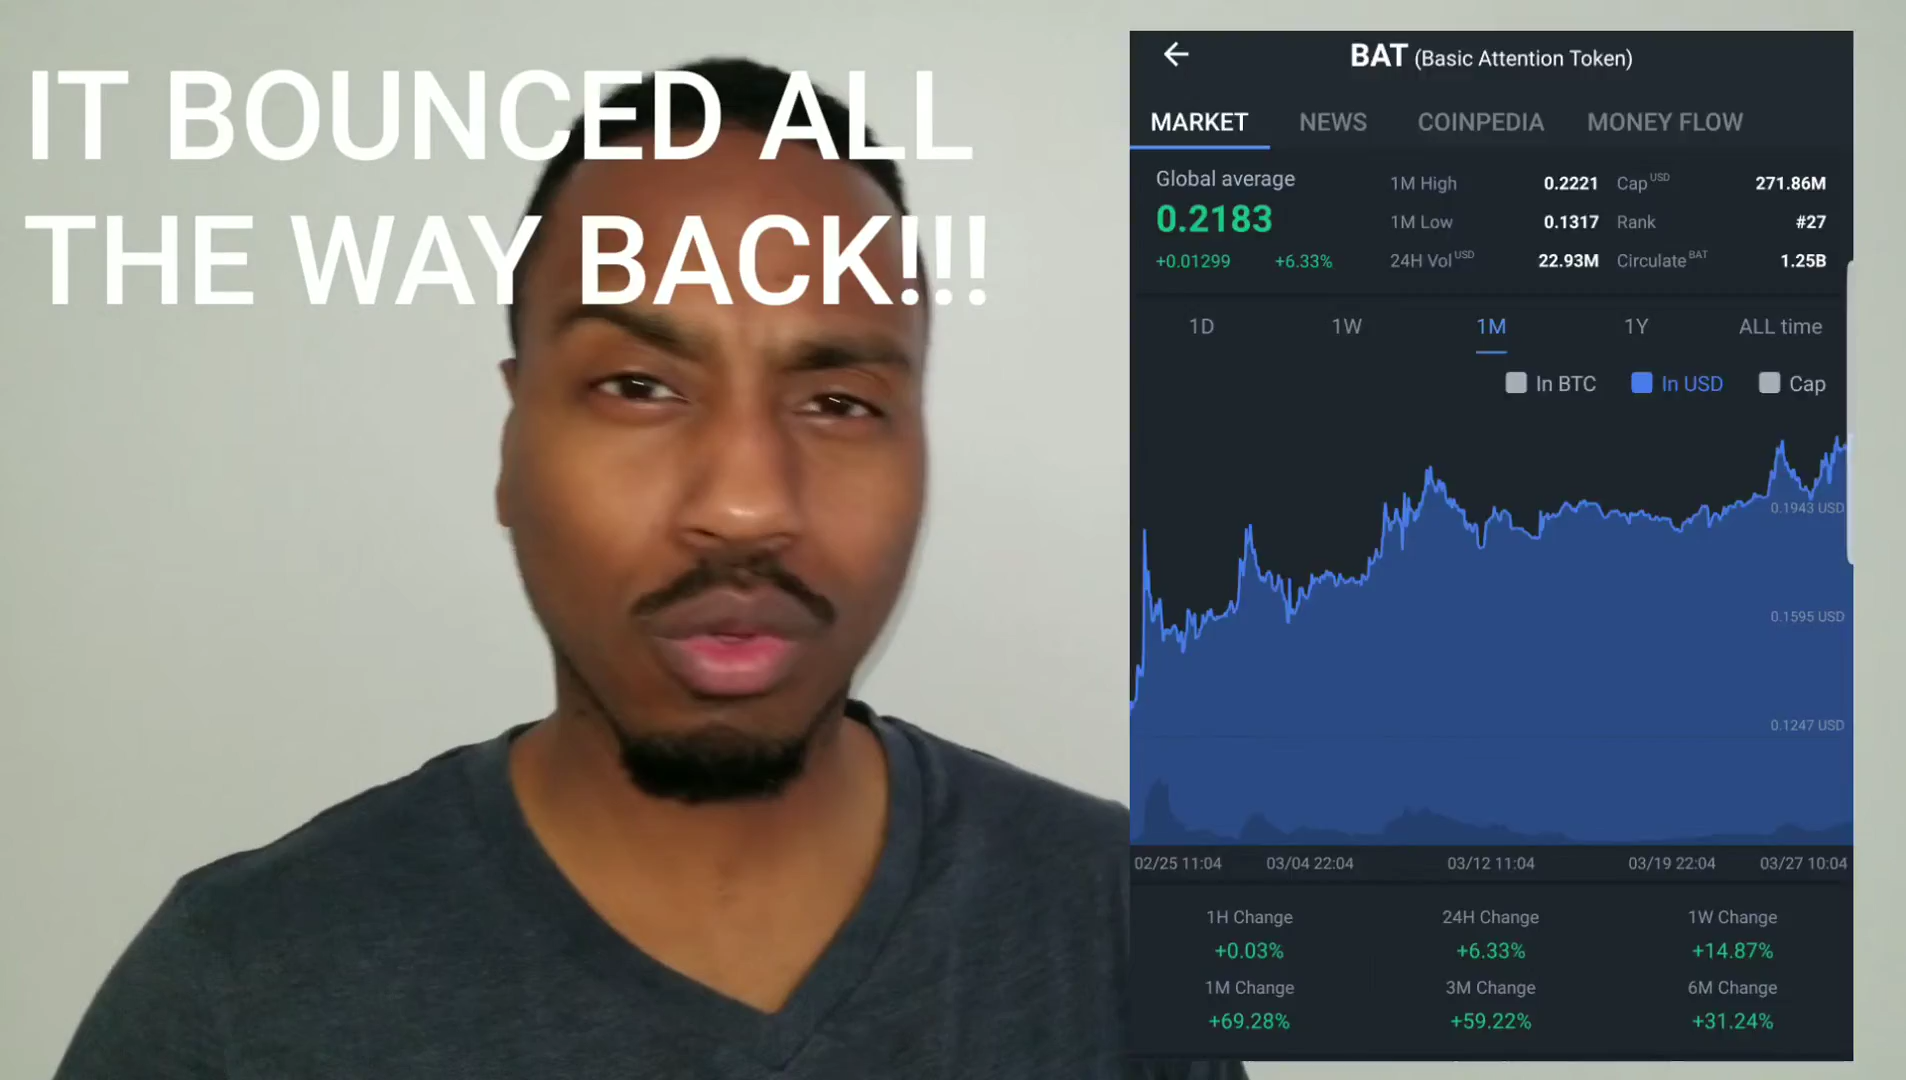 IT BOUNCED ALL
THE WAY BACK!!!
BAT (Basic Attention Token)
MARKET NEWS COINPEDIA MONEY FLOW
Global average
0.2183
+0.01299 +6.33%
1M High 0.2221 Cap USD 271.86M
1M Low 0.1317 Rank #27
24H Vol USD 22.93M Circulate BAT 1.25B
1D 1W 1M 1Y ALL time
In BTC In USD Cap
0.1943 USD
0.1595 USD
0.1247 USD
02/25 11:04 03/04 22:04 03/12 11:04 03/19 22:04 03/27 10:04
1H Change 24H Change 1W Change
+0.03% +6.33% +14.87%
1M Change 3M Change 6M Change
+69.28% +59.22% +31.24%